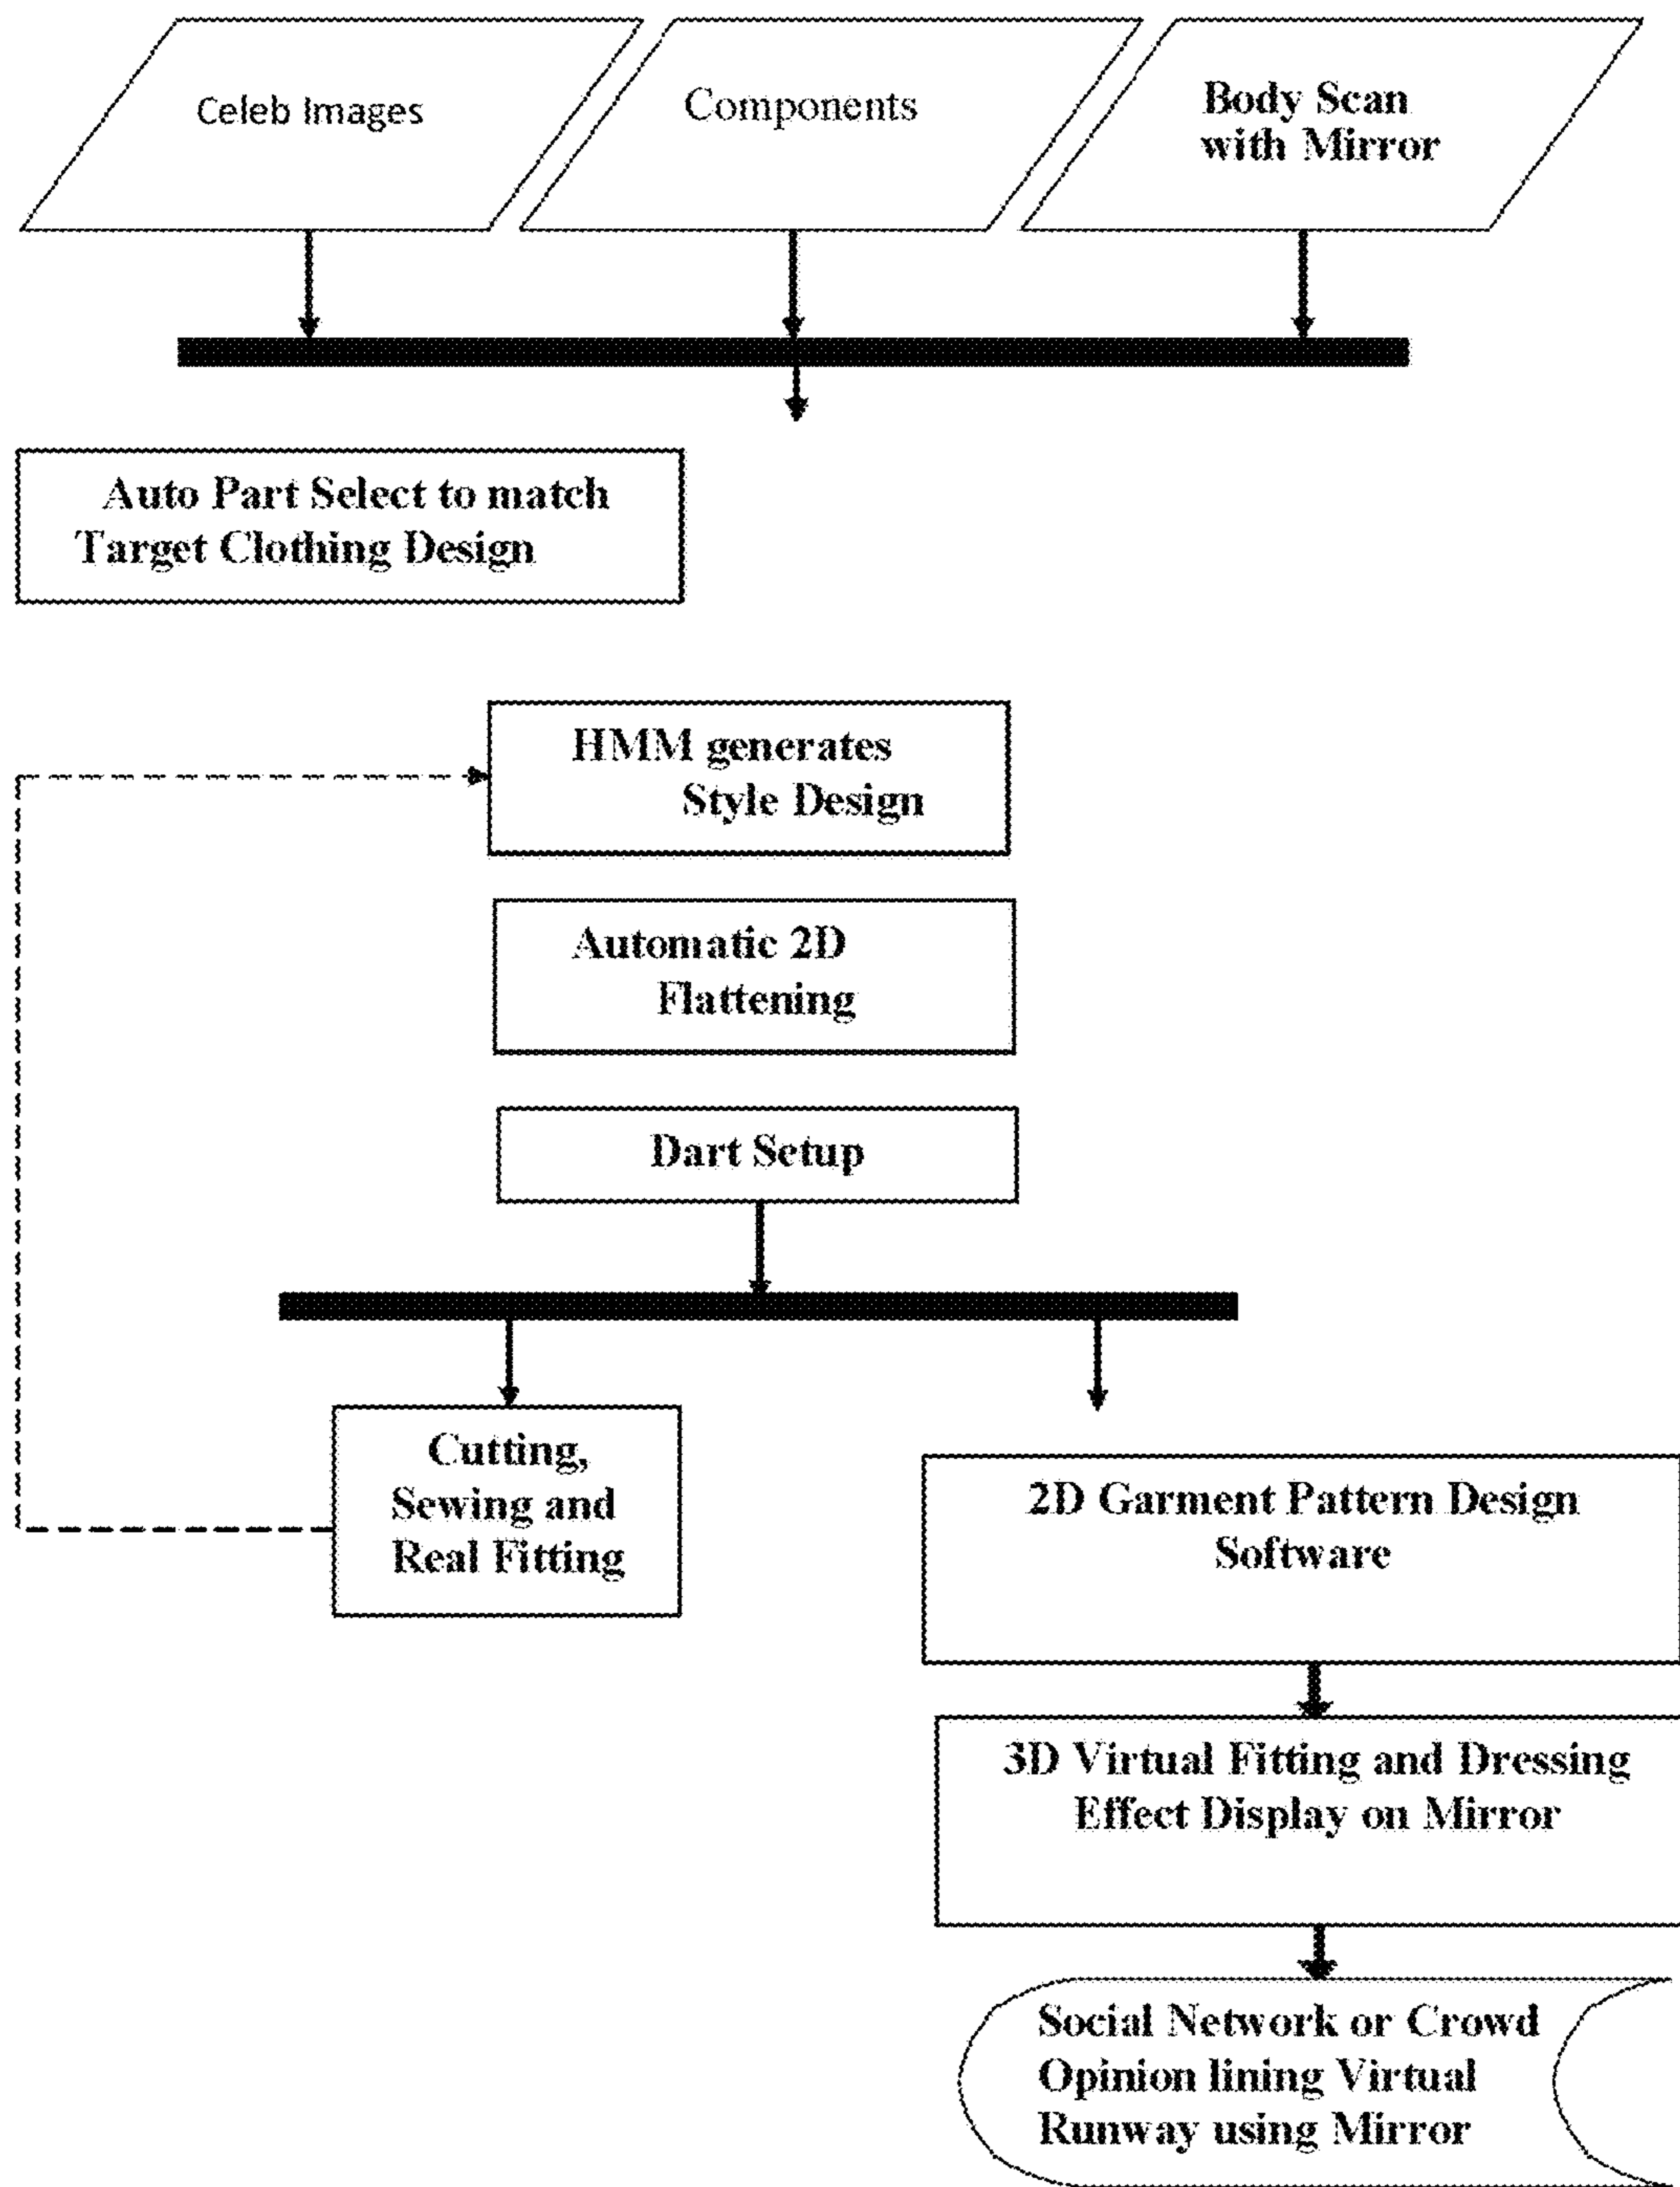 Celeb Images
Components
Body Scan
with Mirror
Auto Part Select to match
Target Clothing Design
HMM generates
Style Design
Automatic 2D
Flattening
Dart Setup
Cutting,
Sewing and
Real Fitting
2D Garment Pattern Design
Software
3D Virtual Fitting and Dressing
Effect Display on Mirror
Social Network or Crowd
Opinion lining Virtual
Runway using Mirror